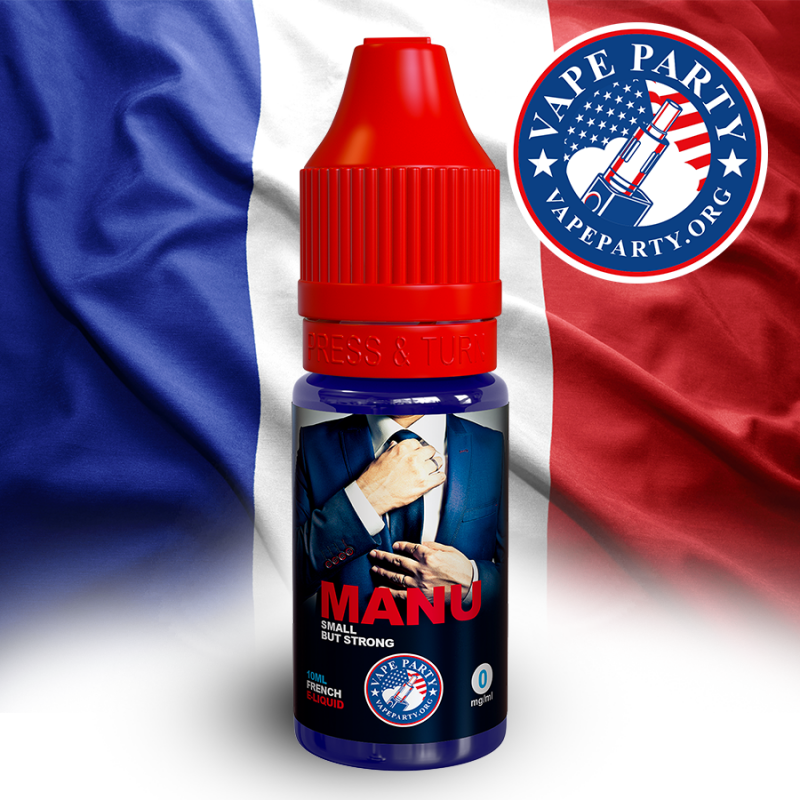 VAPE PARTY
VAPEPARTY.ORG
PRESS & TURN
MANU
SMALL
BUT STRONG
10ML
FRENCH
E-LIQUID
VAPE PARTY
VAPEPARTY.ORG
0
mg/ml